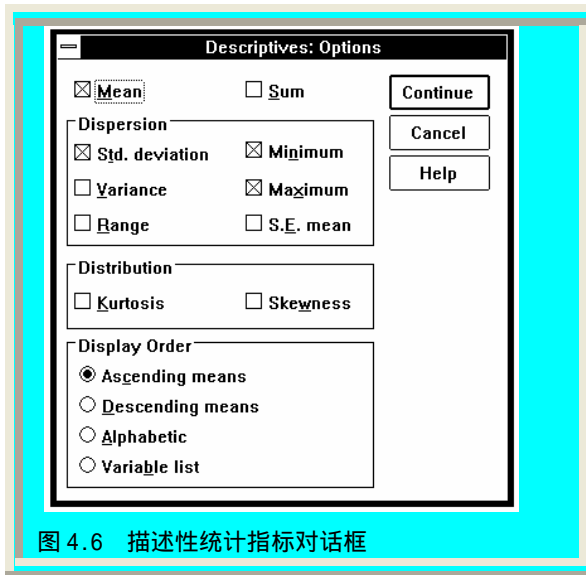 Descriptives: Options
Mean
Sum
Continue
Dispersion
Cancel
Std. deviation
Minimum
Help
Variance
Maximum
Range
S.E. mean
Distribution
Kurtosis
Skewness
Display Order
Ascending means
Descending means
Alphabetic
Variable list
图 4.6 描述性统计指标对话框